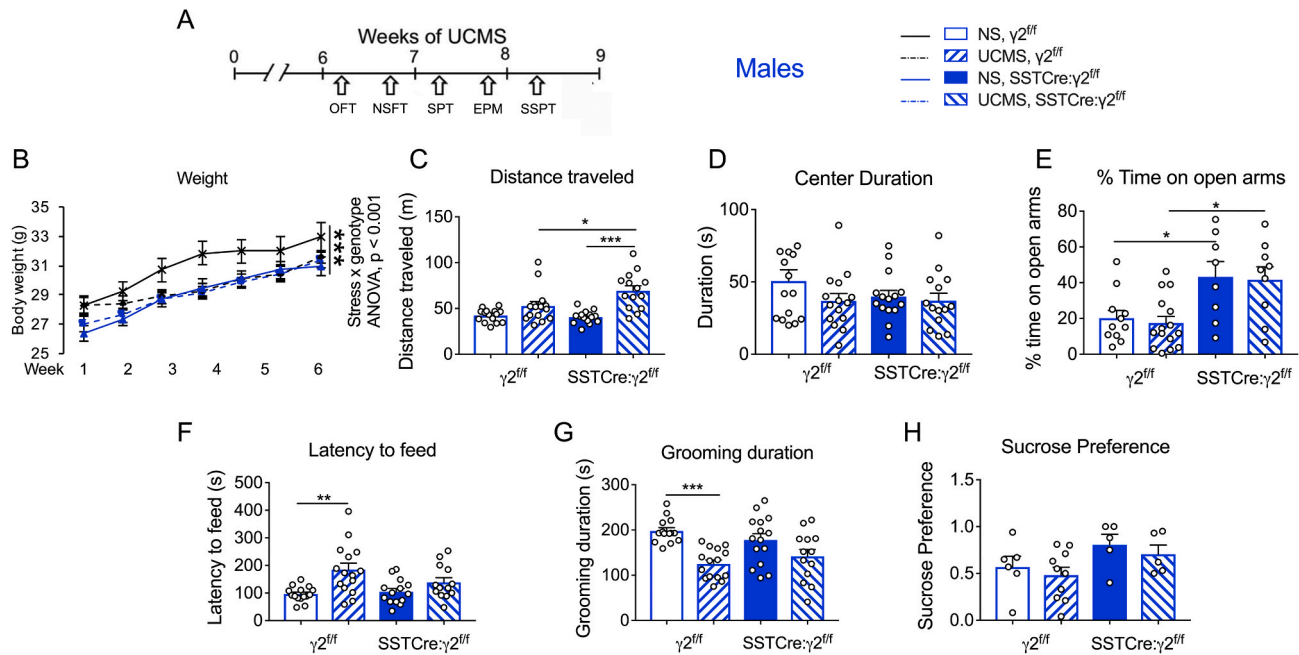 A
Weeks of UCMS
0 6 7 8 9
OFT NSFT SPT EPM SSPT
Males
NS, γ2f/f
UCMS, γ2f/f
NS, SSTCre:γ2f/f
UCMS, SSTCre:γ2f/f
B
Weight
Body weight (g)
35
33
31
29
27
25
Week 1 2 3 4 5 6
***
Stress x genotype
ANOVA, p < 0.001
C
Distance traveled
Distance traveled (m)
150
100
50
0
*
***
γ2f/f SSTCre:γ2f/f
D
Center Duration
Duration (s)
100
50
0
γ2f/f SSTCre:γ2f/f
E
% Time on open arms
% time on open arms
80
60
40
20
0
*
*
γ2f/f SSTCre:γ2f/f
F
Latency to feed
Latency to feed (s)
500
400
300
200
100
0
**
γ2f/f SSTCre:γ2f/f
G
Grooming duration
Grooming duration (s)
300
200
100
0
***
γ2f/f SSTCre:γ2f/f
H
Sucrose Preference
Sucrose Preference
1.5
1.0
0.5
0.0
γ2f/f SSTCre:γ2f/f